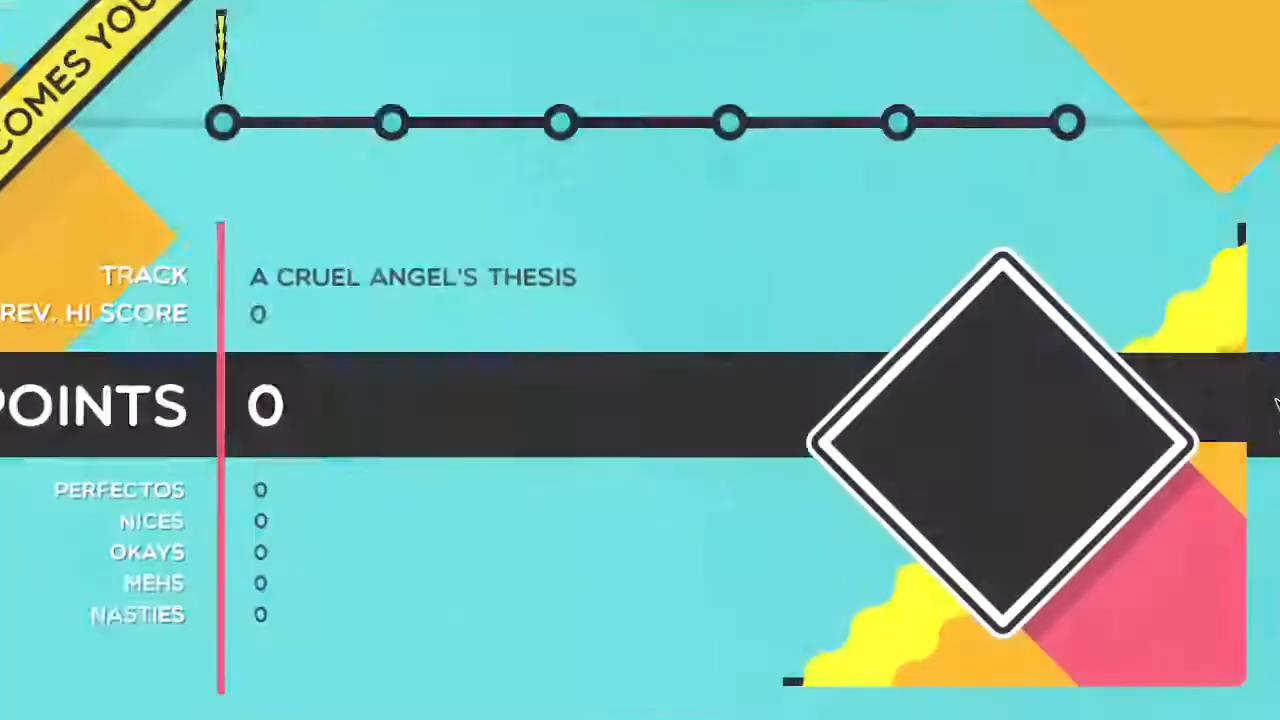 COMES YOU
TRACK A CRUEL ANGEL'S THESIS
REV. HI SCORE 0
POINTS 0
PERFECTOS 0
NICES 0
OKAYS 0
MEHS 0
NASTIES 0